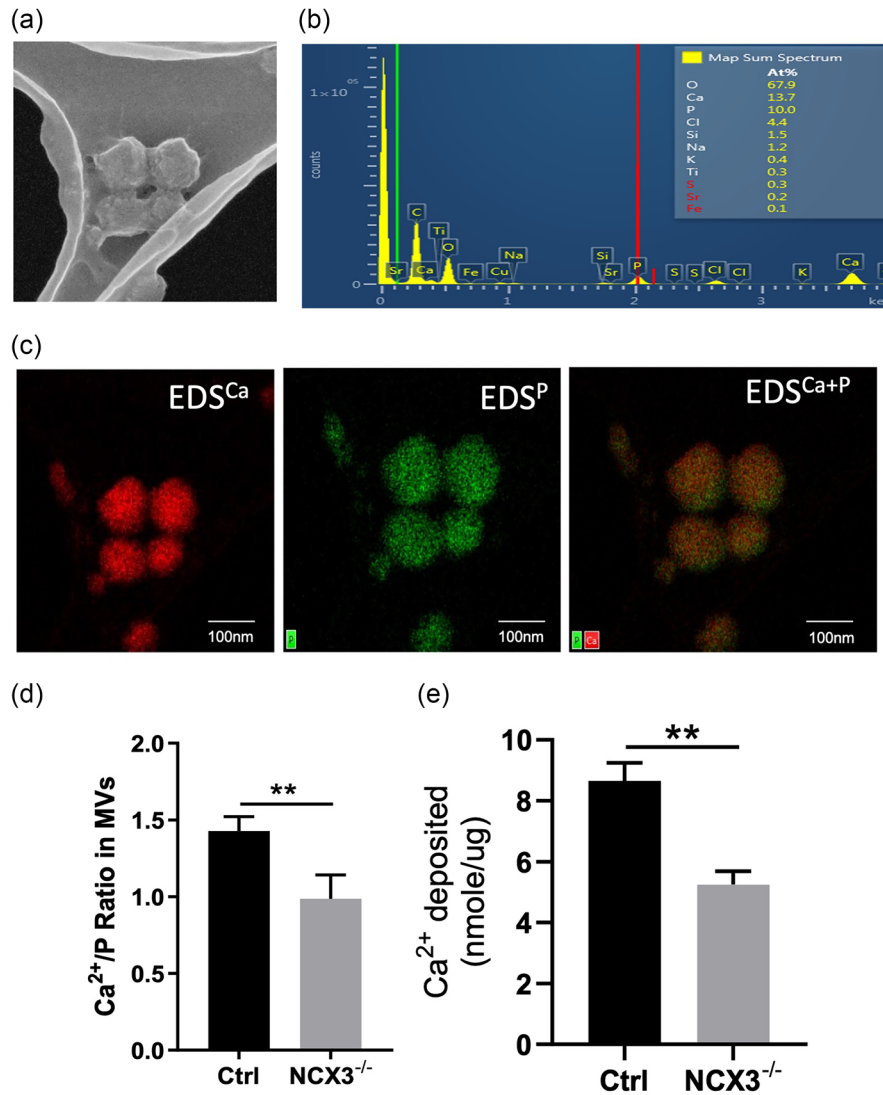 (a)
(b)
Map Sum Spectrum
At%
O 67.9
Ca 13.7
P 10.0
Cl 4.4
Si 1.5
Na 1.2
K 0.4
Ti 0.3
S 0.3
Sr 0.2
Fe 0.1
1×10⁰⁵
counts
0
C
Ti
O
Na
Si
Sr
Ca
Fe
Cu
Sr
P
S
S
Cl
Cl
K
Ca
0 1 2 3 ke
(c)
EDS^Ca
100nm
EDS^P
P
100nm
EDS^Ca+P
P Ca
100nm
(d)
Ca²⁺/P Ratio in MVs
2.0
**
1.5
1.0
0.5
0.0
Ctrl NCX3⁻/⁻
(e)
Ca²⁺ deposited
(nmole/ug)
10
**
8
6
4
2
0
Ctrl NCX3⁻/⁻